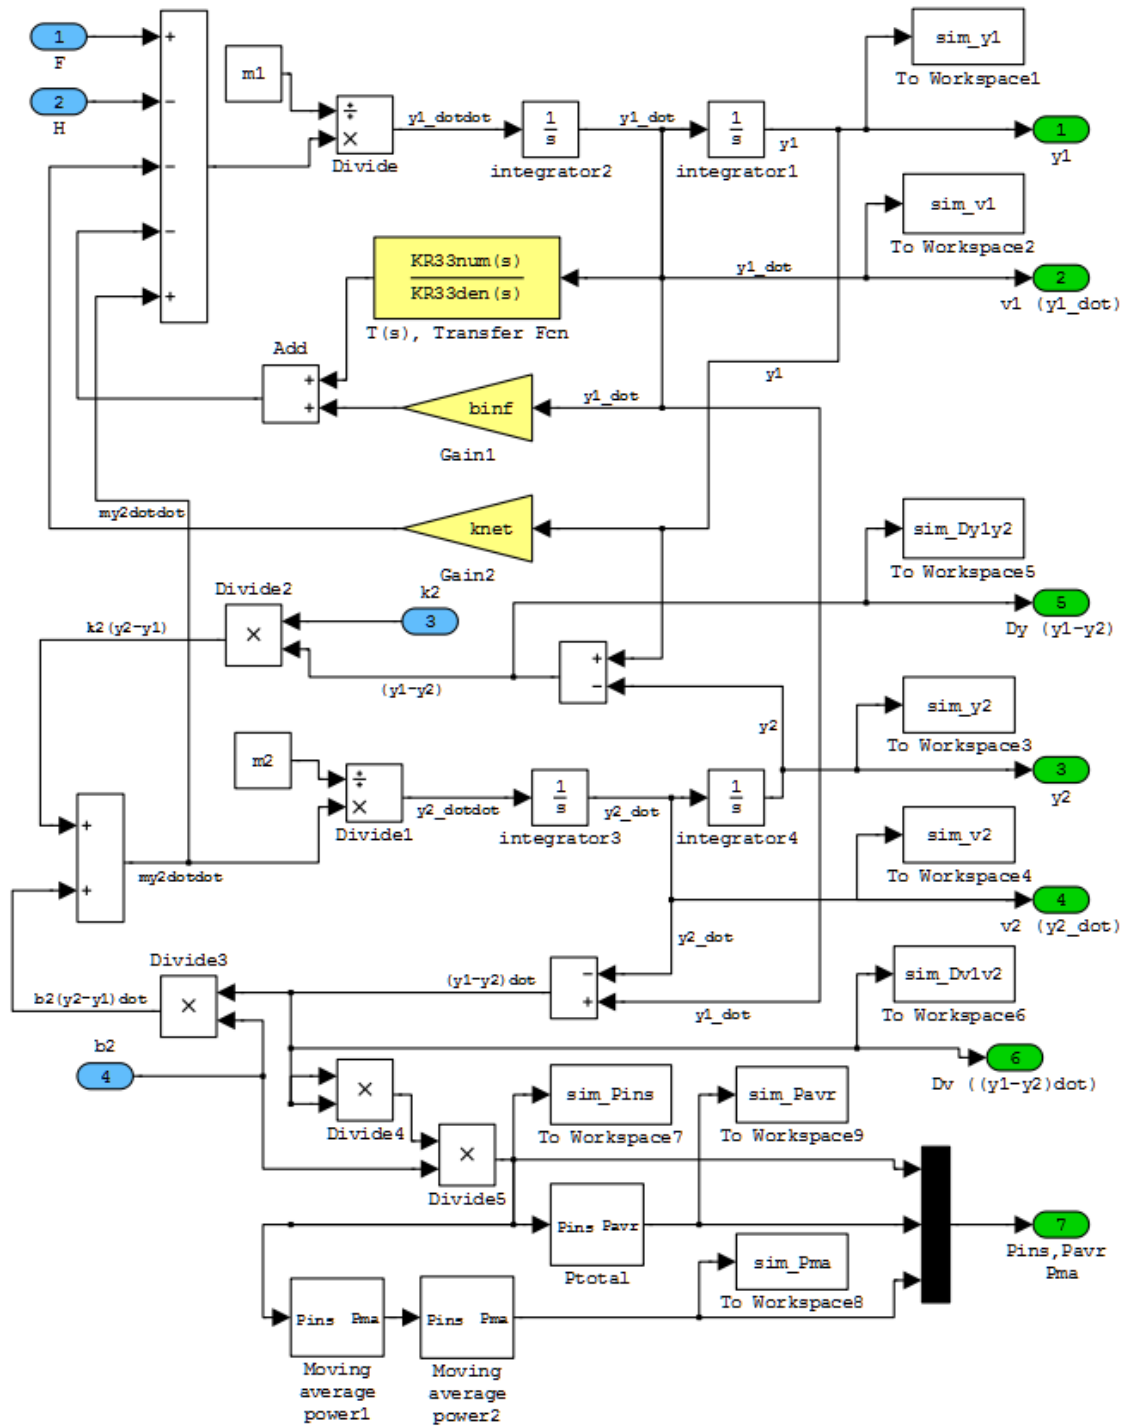 1
F
+
2
H
−
−
−
+
m1
÷
×
Divide
y1_dotdot
1
s
integrator2
y1_dot
1
s
integrator1
y1
sim_y1
To Workspace1
1
y1
sim_v1
To Workspace2
y1_dot
2
v1 (y1_dot)
KR33num(s)
KR33den(s)
T(s), Transfer Fcn
Add
+
+
binf
Gain1
y1_dot
y1
my2dotdot
knet
Gain2
sim_Dy1y2
To Workspace5
Divide2
×
k2
3
k2(y2-y1)
(y1-y2)
+
−
5
Dy (y1-y2)
y2
sim_y2
To Workspace3
m2
÷
×
Divide1
y2_dotdot
1
s
integrator3
y2_dot
1
s
integrator4
3
y2
+
+
my2dotdot
sim_v2
To Workspace4
4
v2 (y2_dot)
y2_dot
Divide3
×
b2(y2-y1)dot
(y1-y2)dot
−
+
y1_dot
sim_Dv1v2
To Workspace6
b2
4
6
Dv ((y1-y2)dot)
×
Divide4
×
Divide5
sim_Pins
To Workspace7
sim_Pavr
To Workspace9
Pins Pavr
Ptotal
sim_Pma
To Workspace8
7
Pins,Pavr
Pma
Pins Pma
Moving
average
power1
Pins Pma
Moving
average
power2